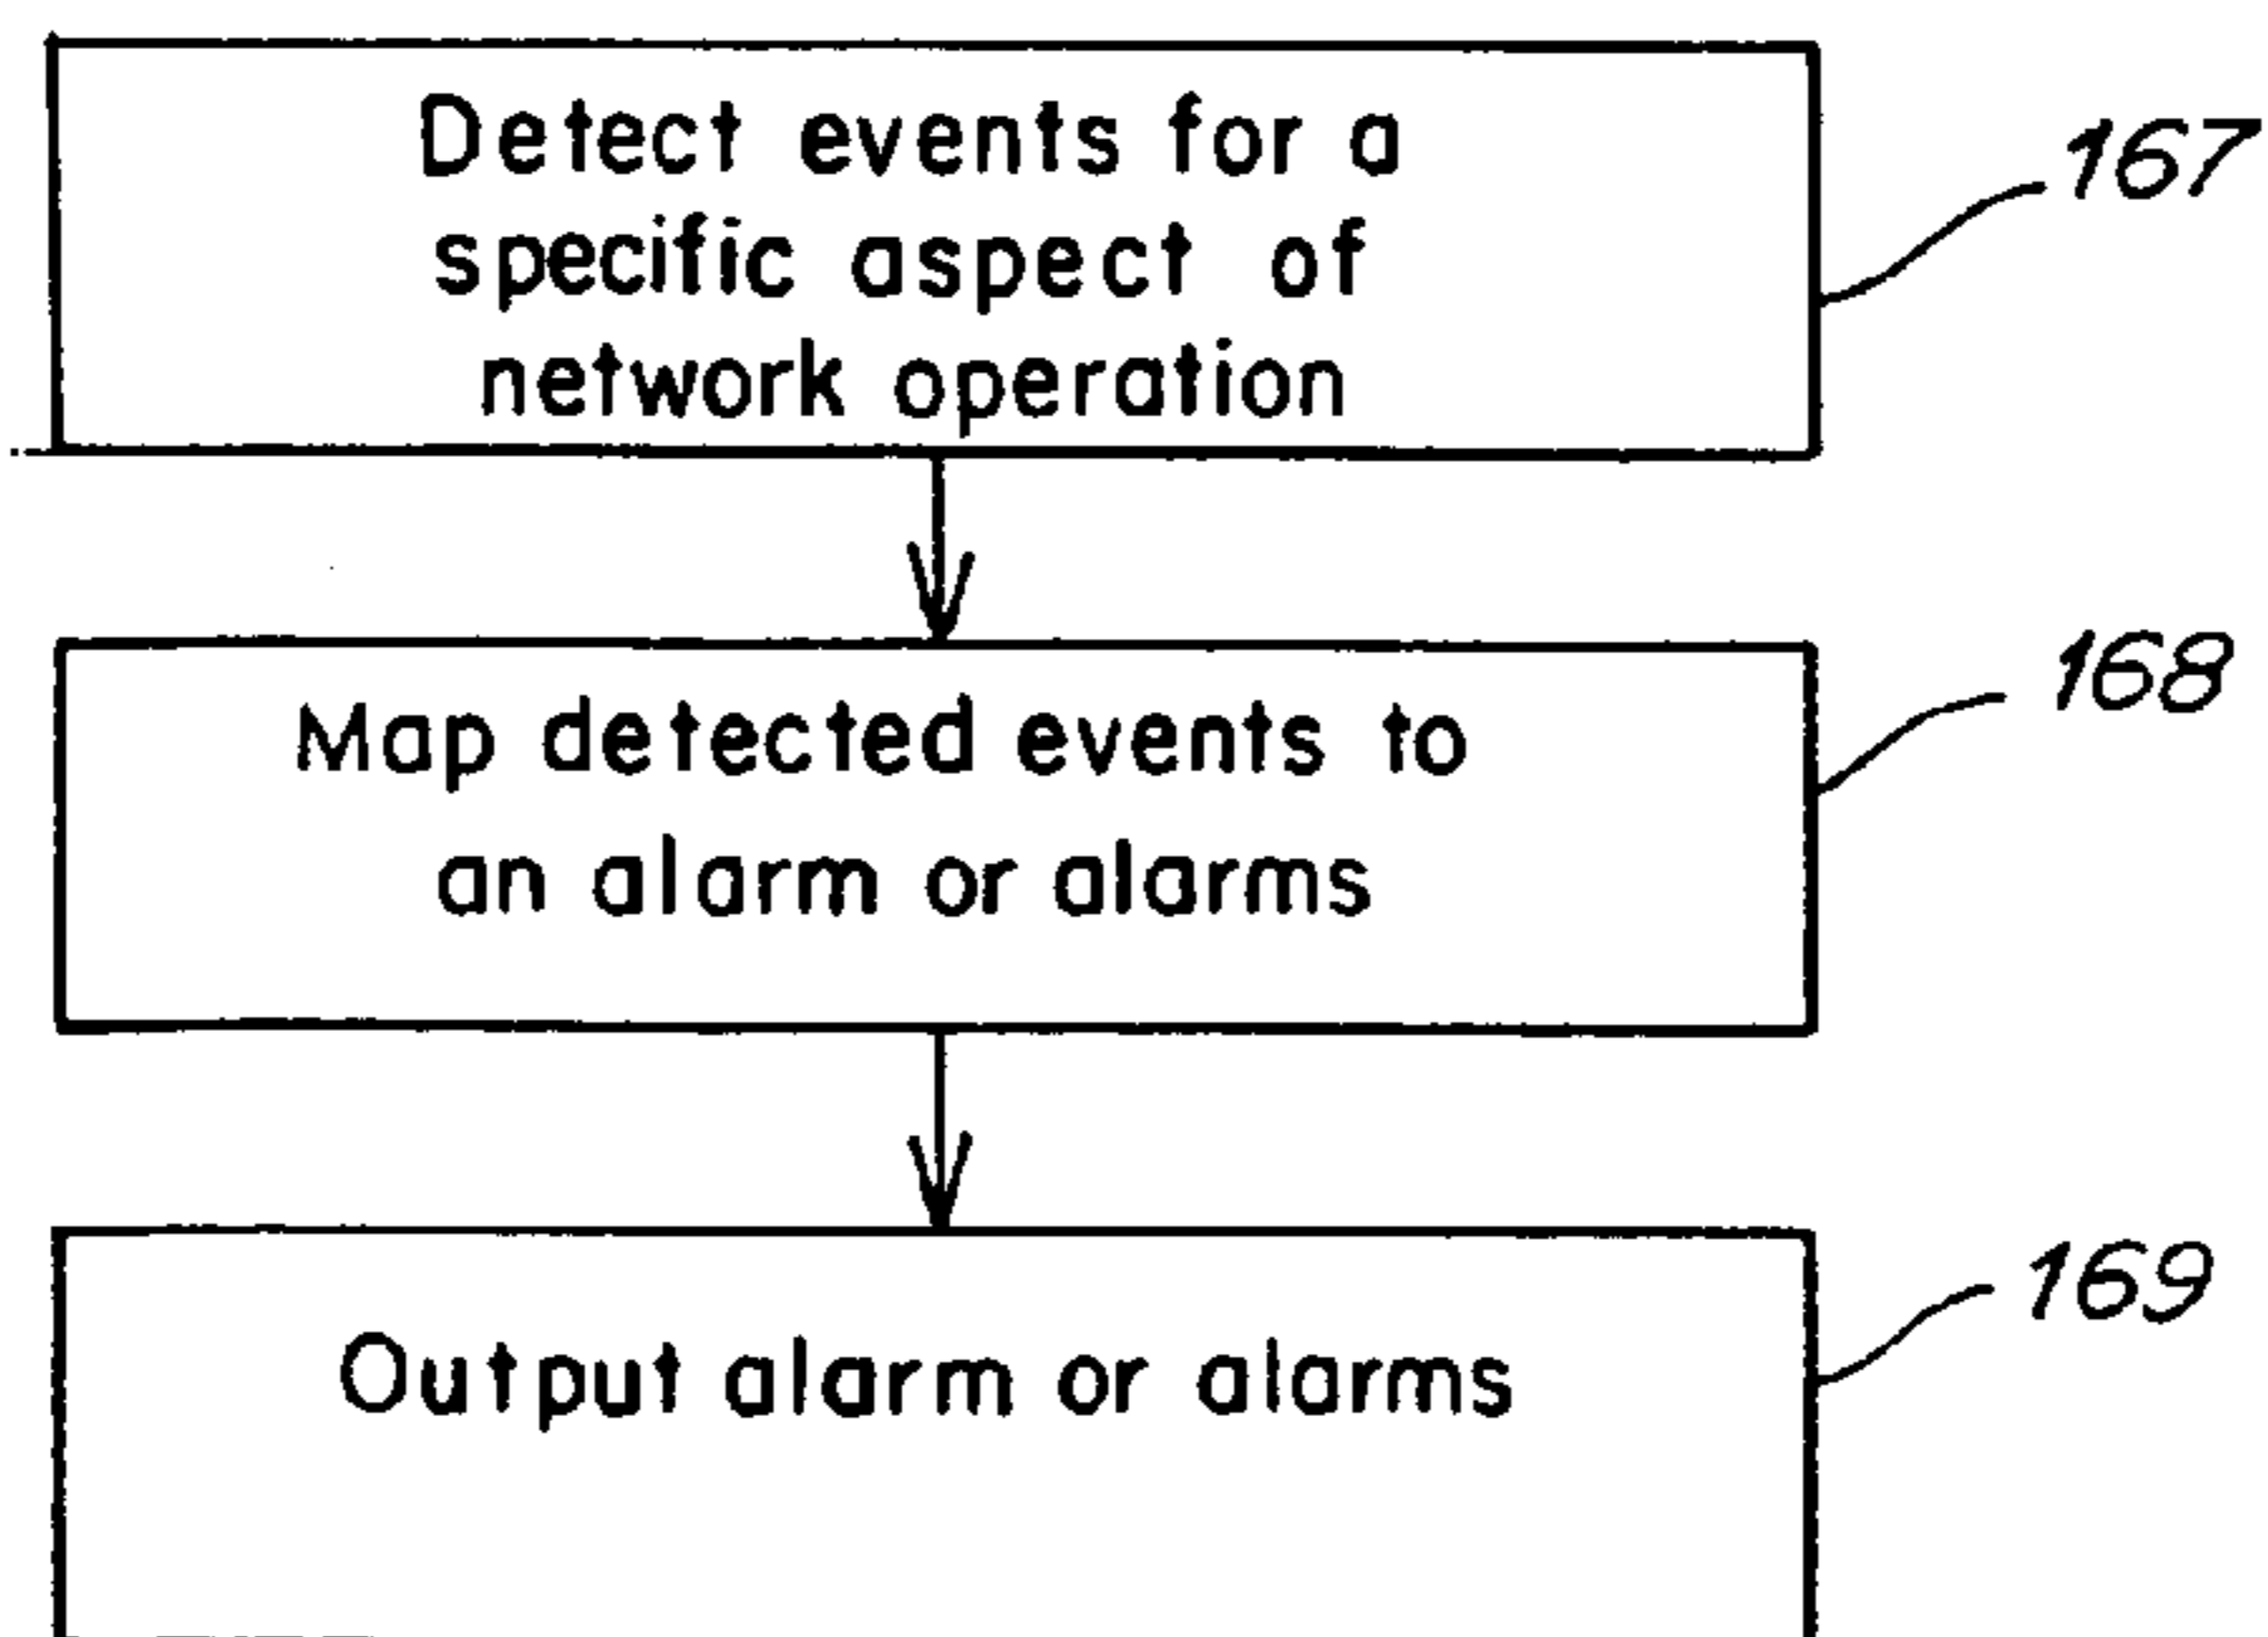 Detect events for a
specific aspect of
network operation
167
Map detected events to
an alarm or alarms
168
Output alarm or alarms
169